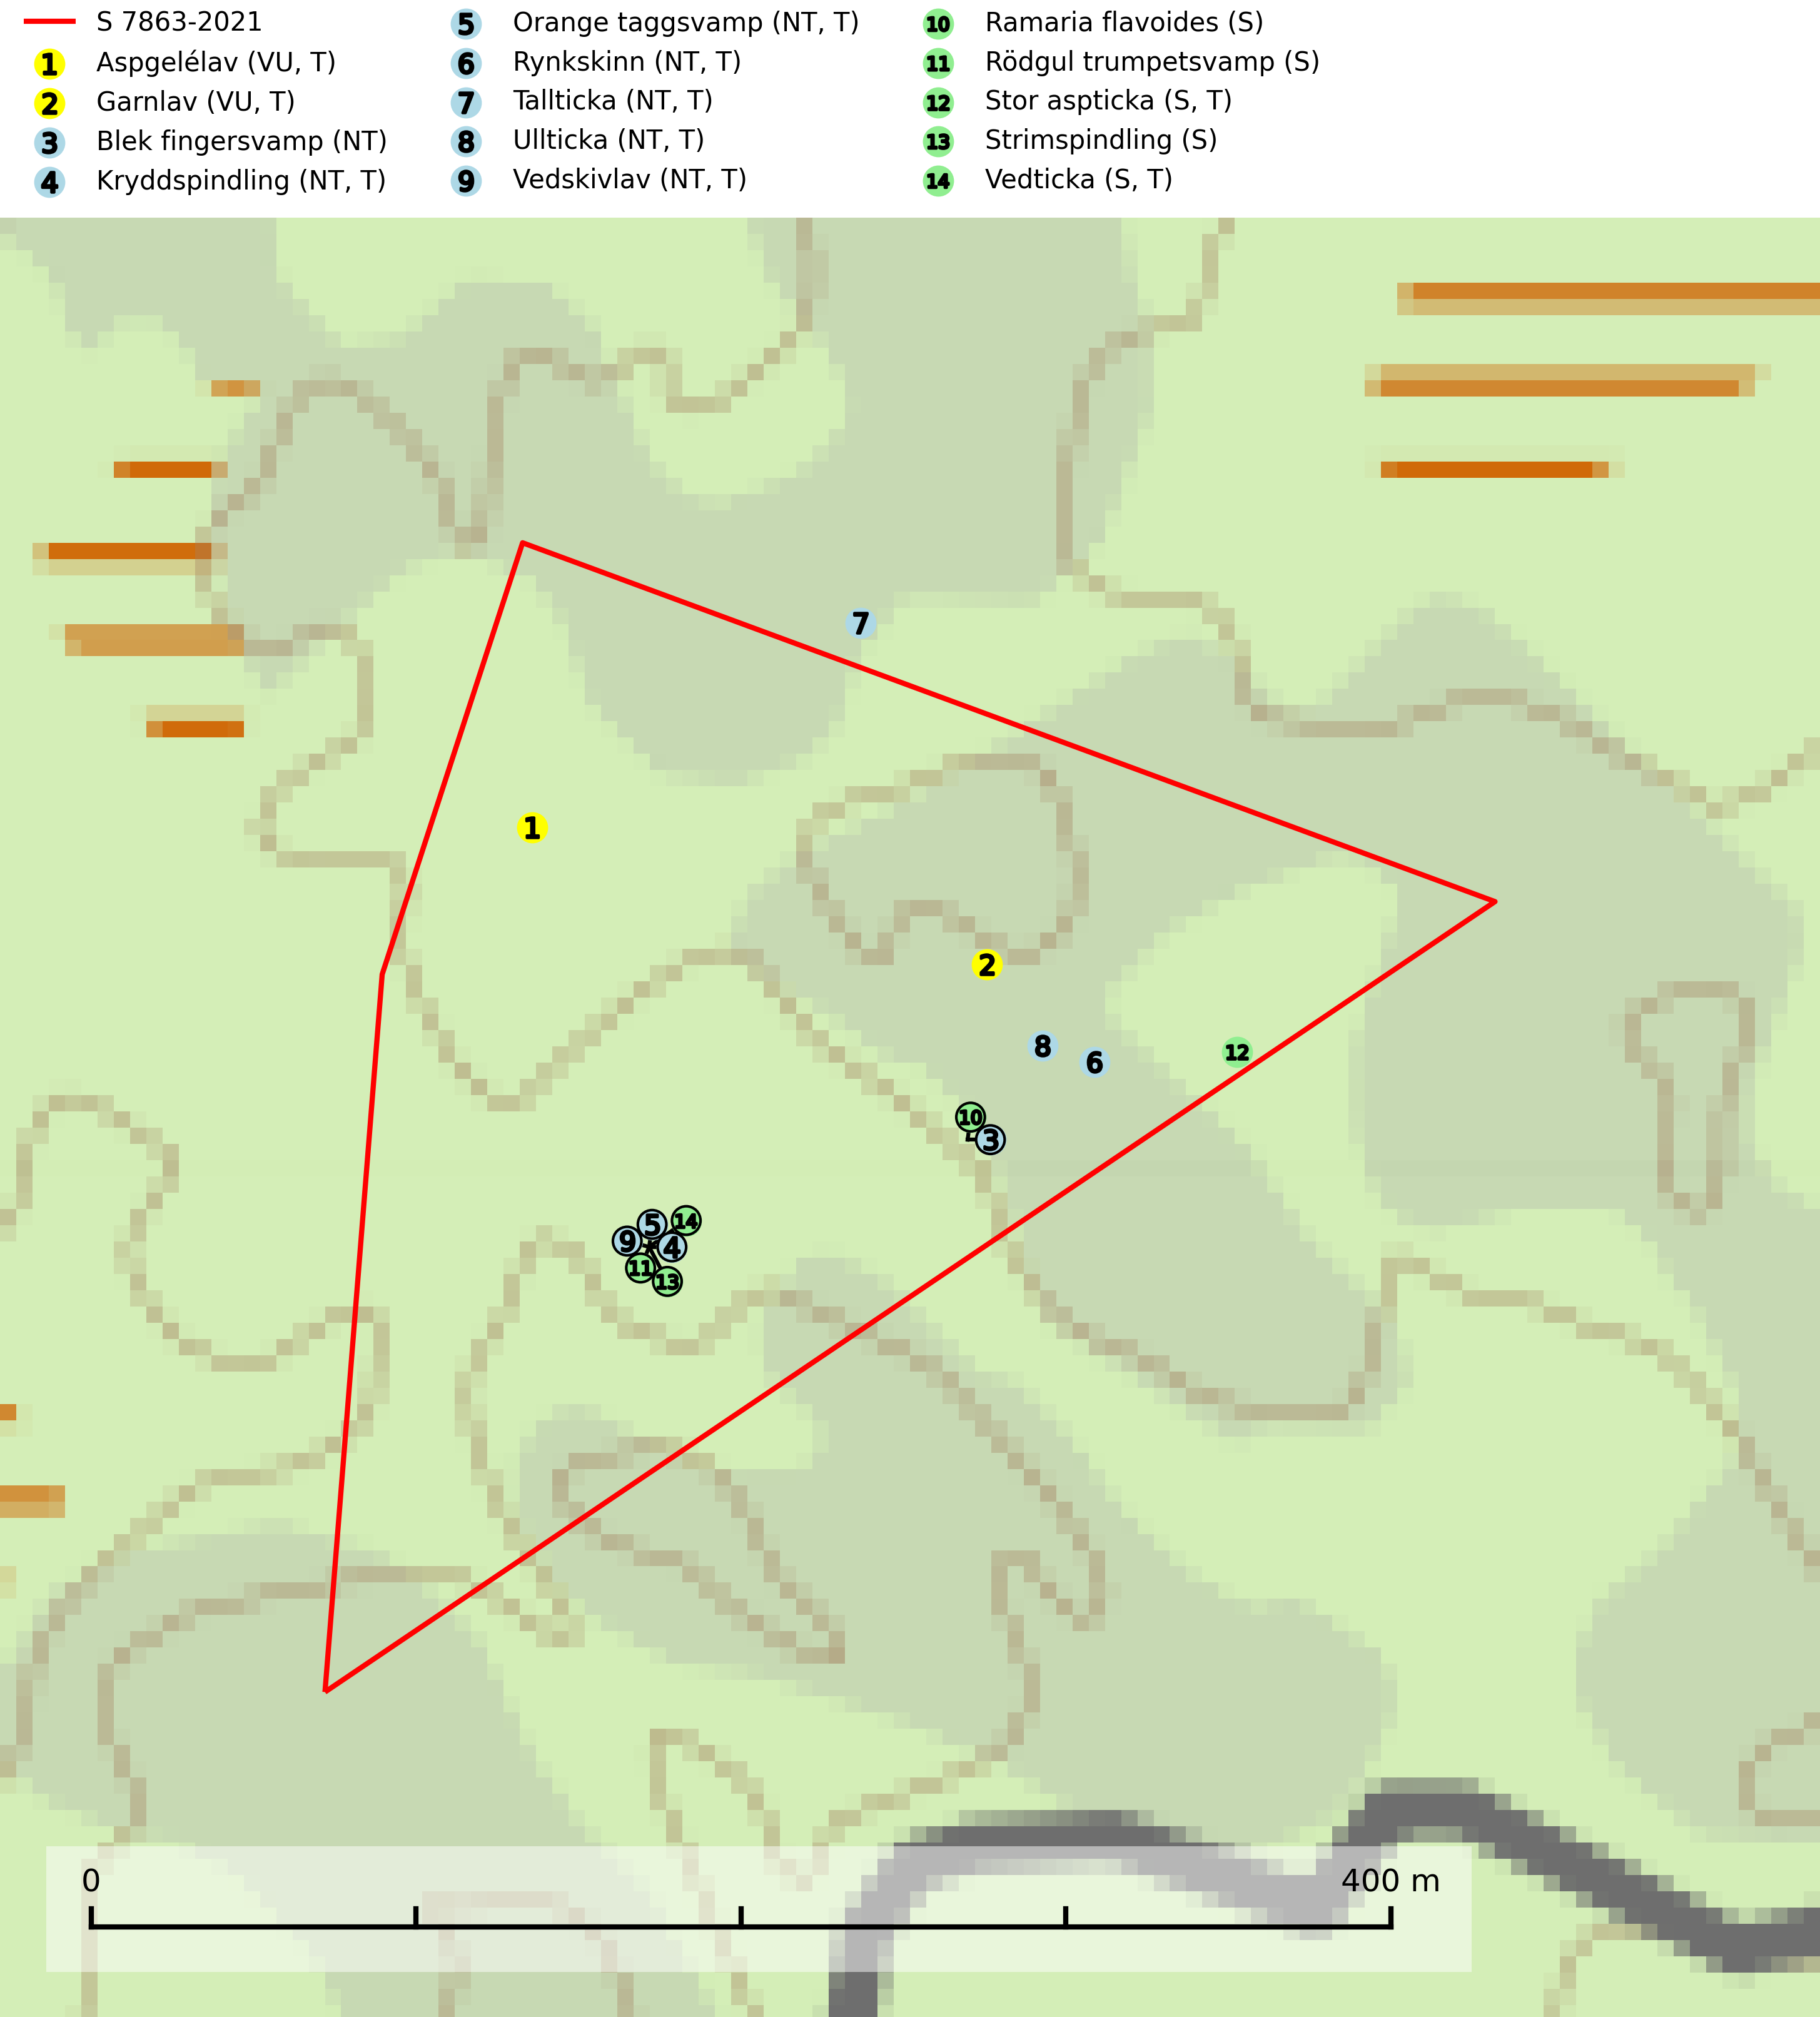 S 7863-2021
1 Aspgelélav (VU, T)
2 Garnlav (VU, T)
3 Blek fingersvamp (NT)
4 Kryddspindling (NT, T)
5 Orange taggsvamp (NT, T)
6 Rynkskinn (NT, T)
7 Tallticka (NT, T)
8 Ullticka (NT, T)
9 Vedskivlav (NT, T)
10 Ramaria flavoides (S)
11 Rödgul trumpetsvamp (S)
12 Stor aspticka (S, T)
13 Strimspindling (S)
14 Vedticka (S, T)
7
1
2
8
6
12
10
3
5
14
9
4
11
13
0
400 m